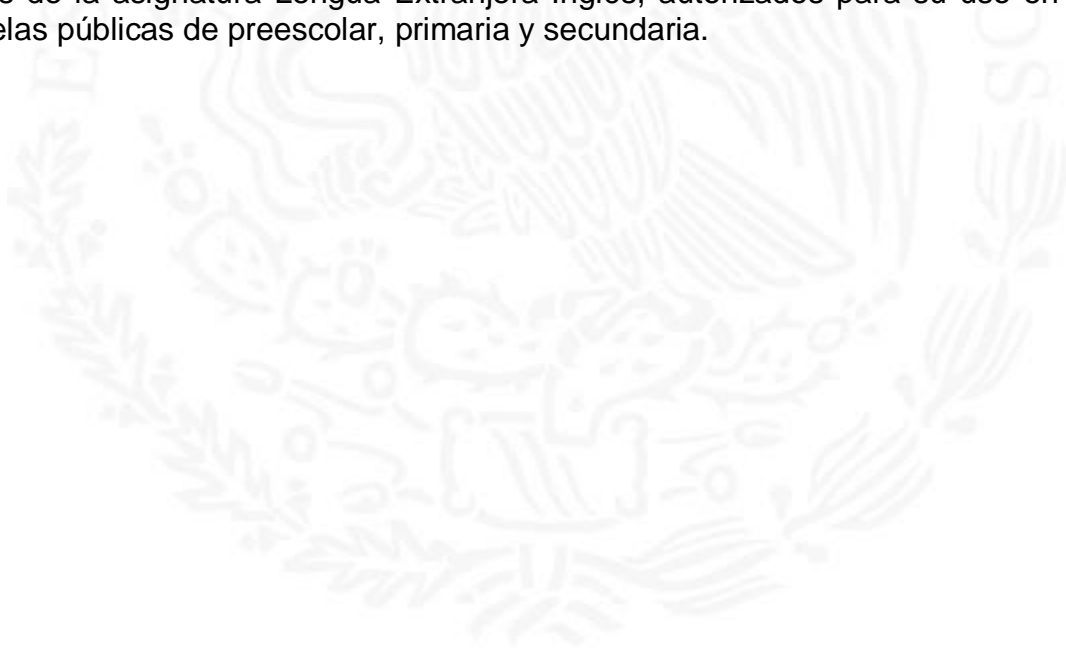 de la asignatura Lengua Extranjera Inglés, autorizados para su uso en
públicas de preescolar, primaria y secundaria.